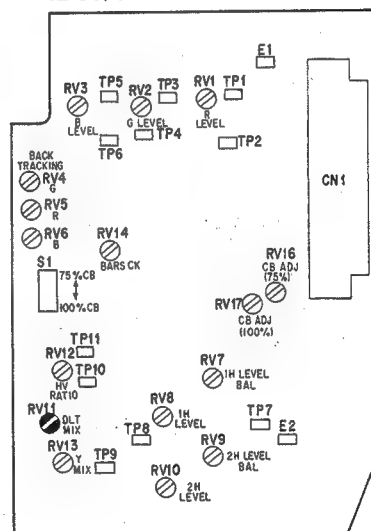 E1
TP5
TP3
TP1
RV3
RV2
RV1
B LEVEL
G LEVEL
R LEVEL
TP4
TP6
TP2
BACK TRACKING
RV4
G
RV5
R
RV6
B
CN1
RV14
BARS CK
S1
75%CB
100%CB
RV16
CB ADJ
(75%)
RV17
CB ADJ
(100%)
TP11
RV12
TP10
HV
RATIO
RV7
1H LEVEL
BAL
RV11
DLT
MIX
RV8
1H
LEVEL
TP7
TP8
E2
RV13
Y
MIX
TP9
RV9
2H LEVEL
BAL
RV10
2H
LEVEL